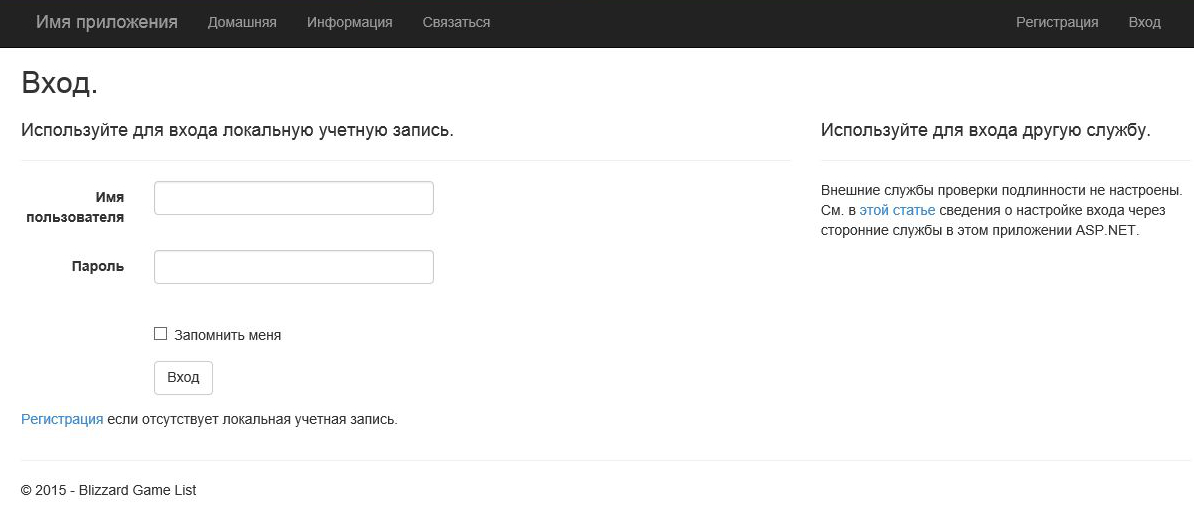 Имя приложения Домашняя Информация Связаться Регистрация Вход
Вход.
Используйте для входа локальную учетную запись.
Имя
пользователя
Пароль
Запомнить меня
Вход
Регистрация если отсутствует локальная учетная запись.
Используйте для входа другую службу.
Внешние службы проверки подлинности не настроены.
См. в этой статье сведения о настройке входа через
сторонние службы в этом приложении ASP.NET.
© 2015 - Blizzard Game List